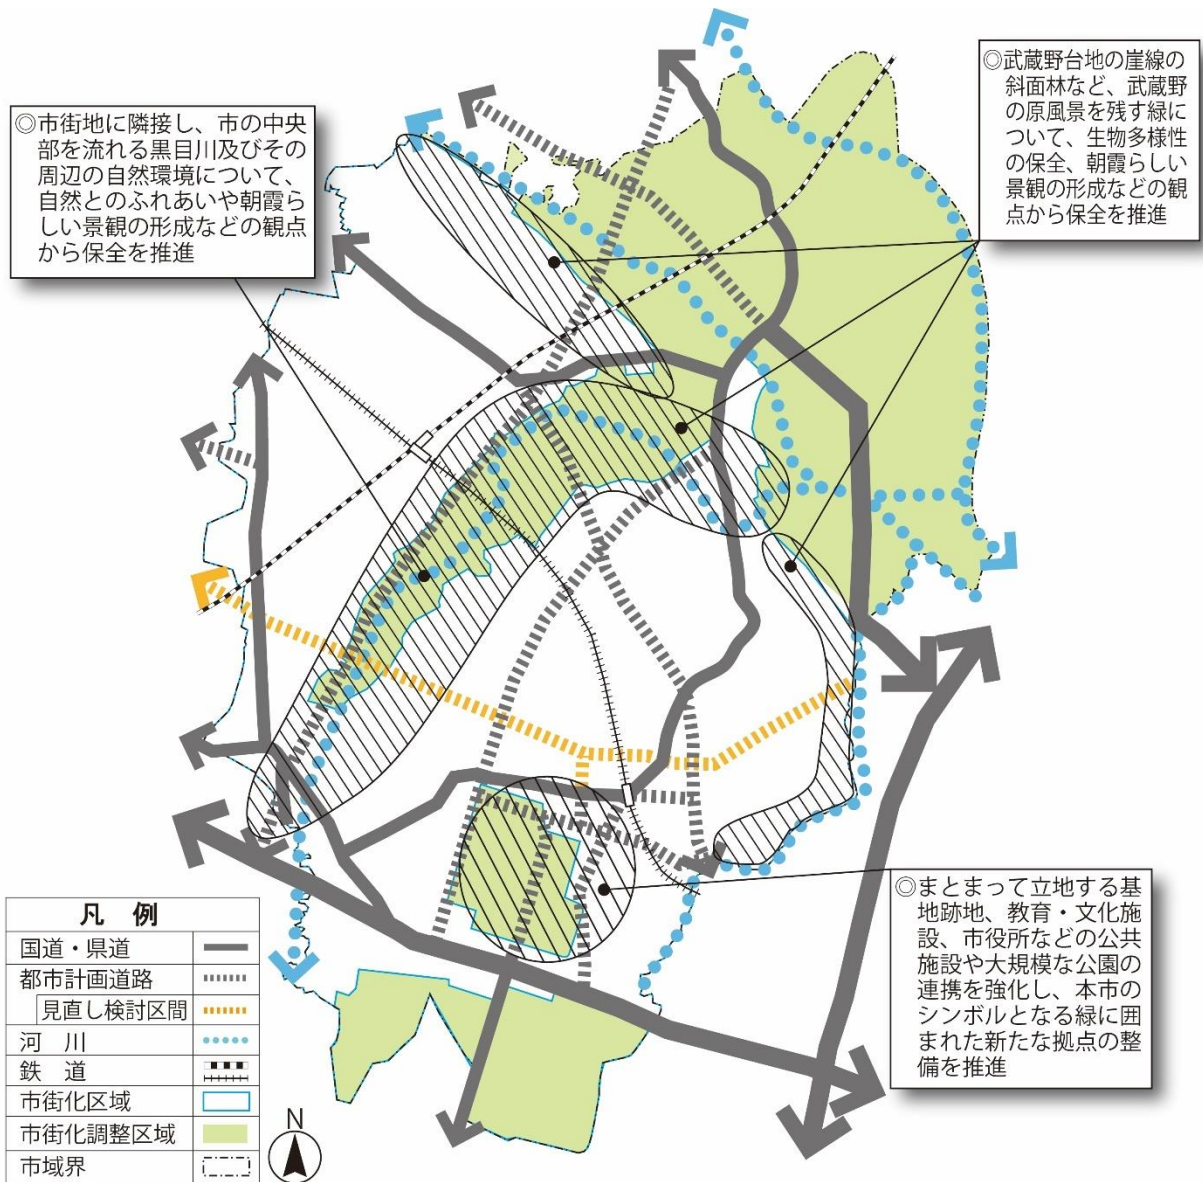 ◎武蔵野台地の崖線の
斜面林など、武蔵野
の原風景を残す緑に
ついて、生物多様性
の保全、朝霞らしい
景観の形成などの観
点から保全を推進
◎市街地に隣接し、市の中央
部を流れる黒目川及びその
周辺の自然環境について、
自然とのふれあいや朝霞ら
しい景観の形成などの観点
から保全を推進
◎まとまって立地する基
地跡地、教育・文化施
設、市役所などの公共
施設や大規模な公園の
連携を強化し、本市の
シンボルとなる緑に囲
まれた新たな拠点の整
備を推進
凡 例
国道・県道
都市計画道路
見直し検討区間
河 川
鉄 道
市街化区域
市街化調整区域
市域界
N